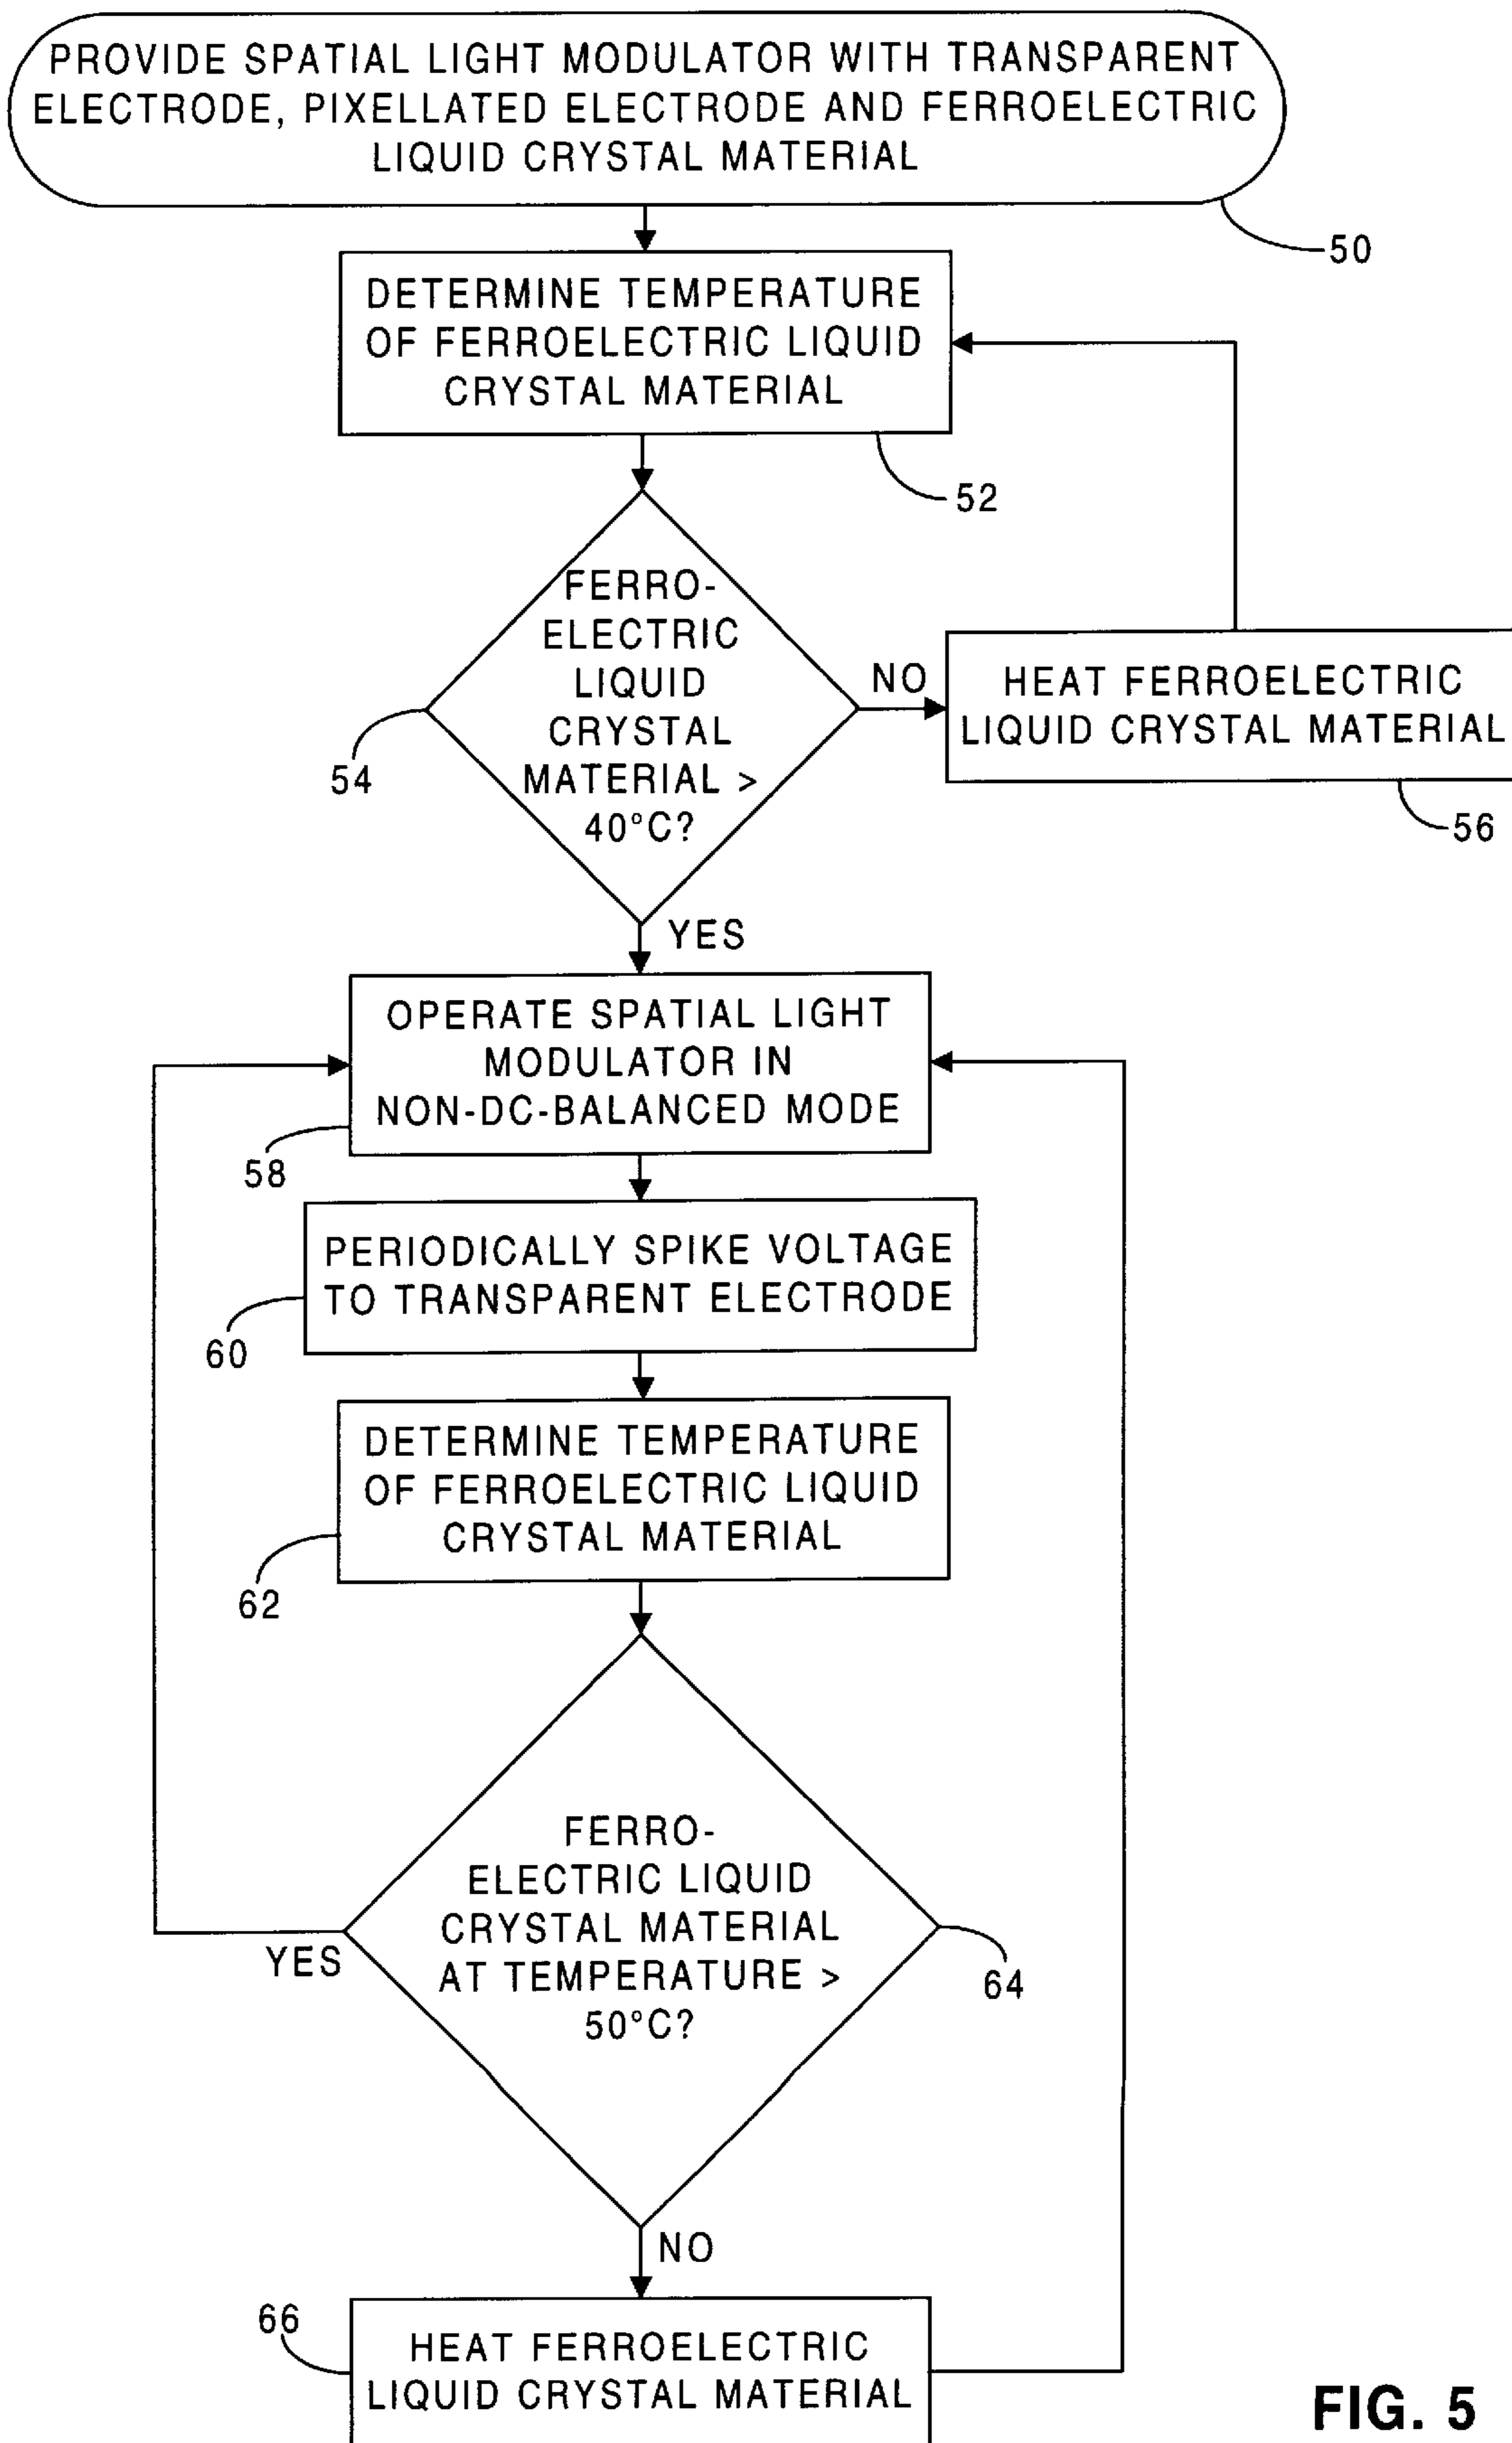 PROVIDE SPATIAL LIGHT MODULATOR WITH TRANSPARENT
ELECTRODE, PIXELLATED ELECTRODE AND FERROELECTRIC
LIQUID CRYSTAL MATERIAL
50
DETERMINE TEMPERATURE
OF FERROELECTRIC LIQUID
CRYSTAL MATERIAL
52
FERRO-
ELECTRIC
LIQUID
CRYSTAL
MATERIAL >
40°C?
54
NO
HEAT FERROELECTRIC
LIQUID CRYSTAL MATERIAL
56
YES
OPERATE SPATIAL LIGHT
MODULATOR IN
NON-DC-BALANCED MODE
58
PERIODICALLY SPIKE VOLTAGE
TO TRANSPARENT ELECTRODE
60
DETERMINE TEMPERATURE
OF FERROELECTRIC LIQUID
CRYSTAL MATERIAL
62
FERRO-
ELECTRIC LIQUID
CRYSTAL MATERIAL
AT TEMPERATURE >
50°C?
YES
64
NO
66
HEAT FERROELECTRIC
LIQUID CRYSTAL MATERIAL
FIG. 5